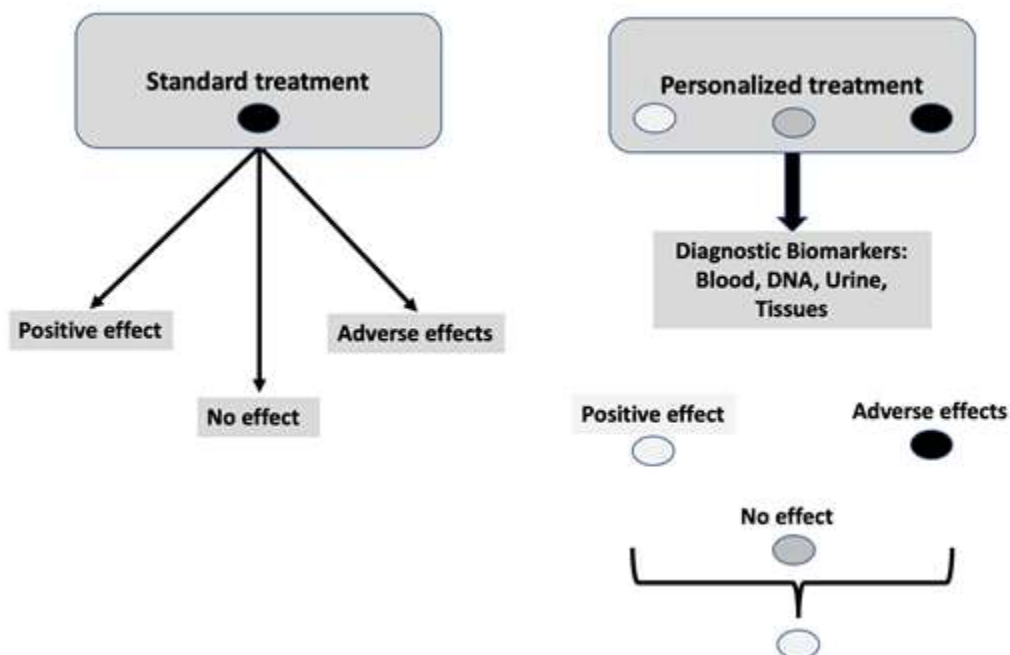 Standard treatment
Positive effect
Adverse effects
No effect
Personalized treatment
Diagnostic Biomarkers:
Blood, DNA, Urine,
Tissues
Positive effect
Adverse effects
No effect